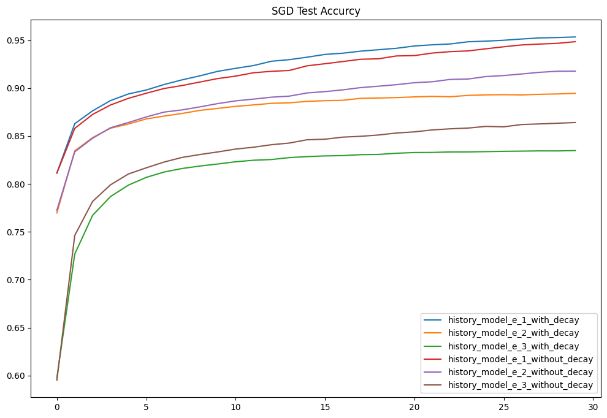 SGD Test Accurcy
0.95
0.90
0.85
0.80
0.75
0.70
0.65
0.60
0 5 10 15 20 25 30
history_model_e_1_with_decay
history_model_e_2_with_decay
history_model_e_3_with_decay
history_model_e_1_without_decay
history_model_e_2_without_decay
history_model_e_3_without_decay